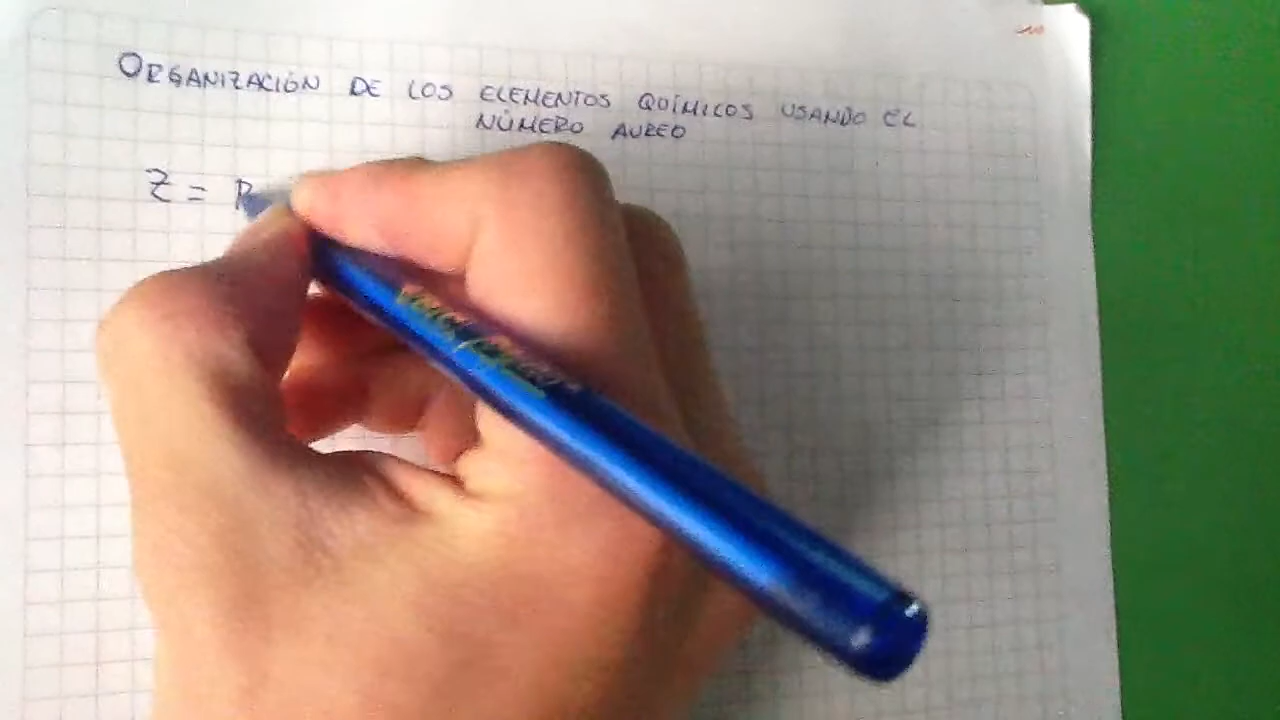 ORGANIZACIÓN DE LOS ELEMENTOS QUÍMICOS USANDO EL
NÚMERO AUREO
Z = P